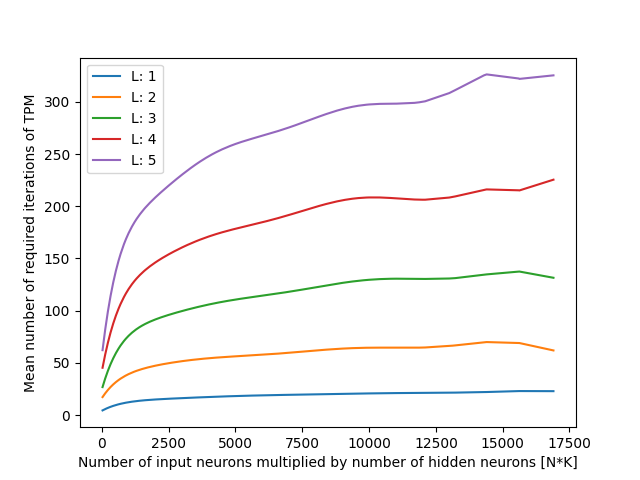 L: 1
L: 2
L: 3
L: 4
L: 5
Mean number of required iterations of TPM
300
250
200
150
100
50
0
0 2500 5000 7500 10000 12500 15000 17500
Number of input neurons multiplied by number of hidden neurons [N*K]